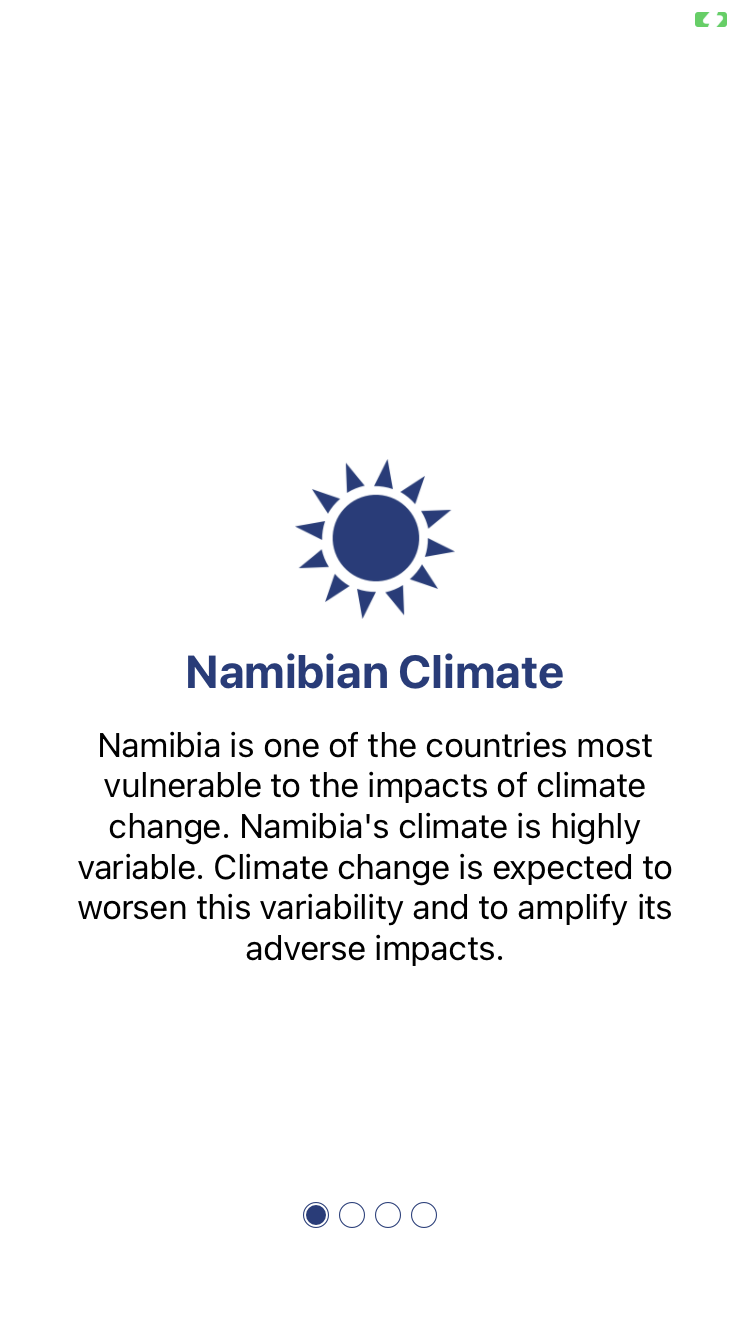 Namibian Climate
Namibia is one of the countries most
vulnerable to the impacts of climate
change. Namibia's climate is highly
variable. Climate change is expected to
worsen this variability and to amplify its
adverse impacts.